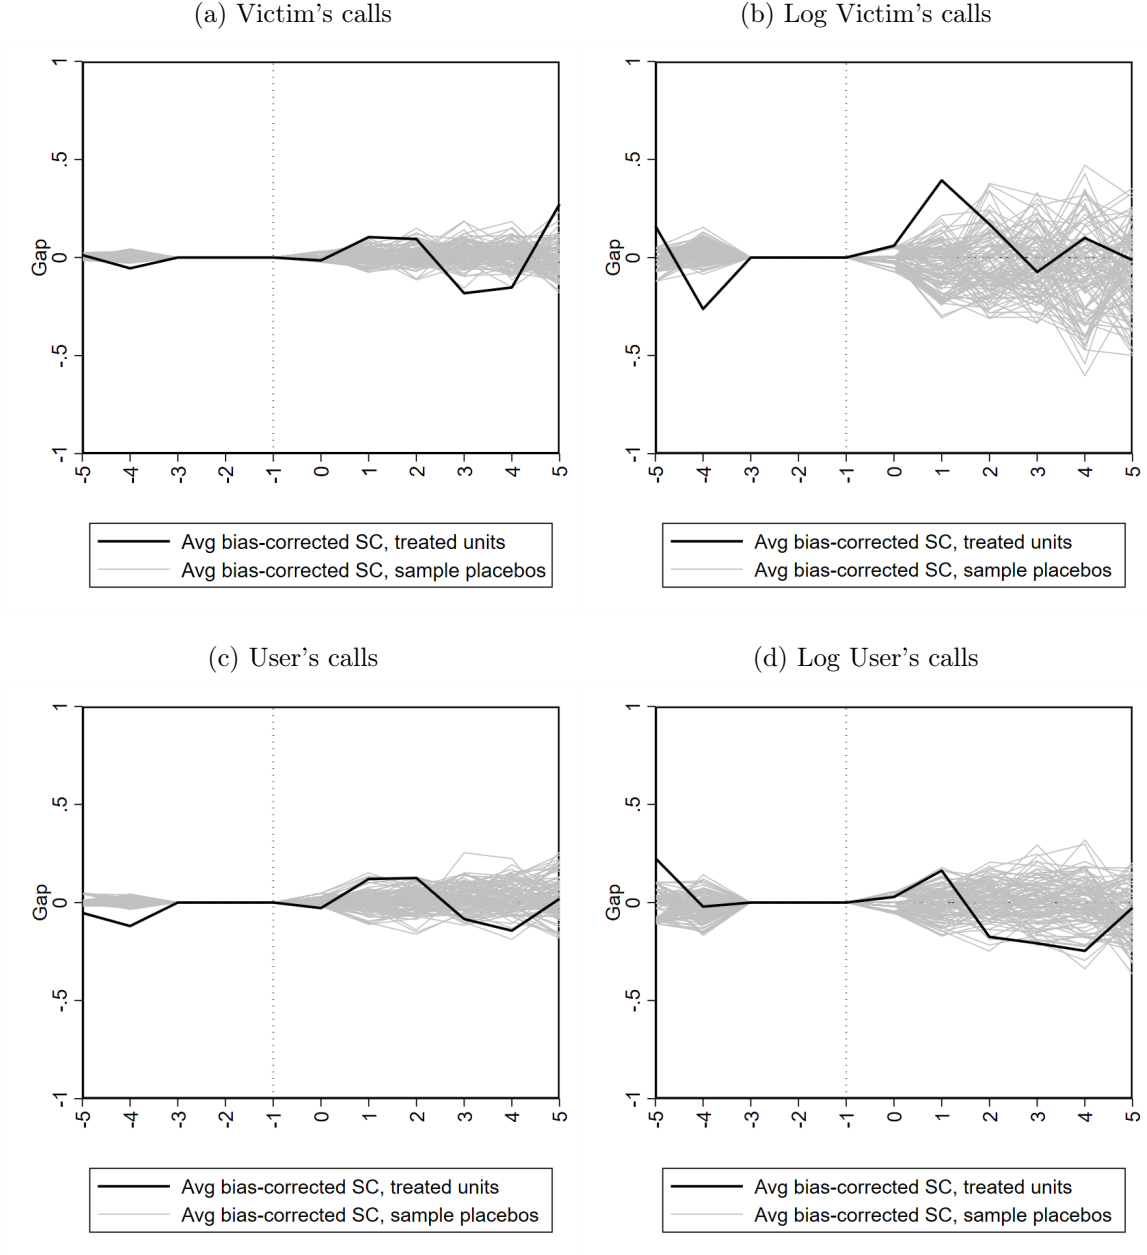 (a) Victim's calls
(b) Log Victim's calls
1
.5
0
-.5
-1
Gap
-5 -4 -3 -2 -1 0 1 2 3 4 5
Avg bias-corrected SC, treated units
Avg bias-corrected SC, sample placebos
1
.5
0
-.5
-1
Gap
-5 -4 -3 -2 -1 0 1 2 3 4 5
Avg bias-corrected SC, treated units
Avg bias-corrected SC, sample placebos
(c) User's calls
(d) Log User's calls
1
.5
0
-.5
-1
Gap
-5 -4 -3 -2 -1 0 1 2 3 4 5
Avg bias-corrected SC, treated units
Avg bias-corrected SC, sample placebos
1
.5
0
-.5
-1
Gap
-5 -4 -3 -2 -1 0 1 2 3 4 5
Avg bias-corrected SC, treated units
Avg bias-corrected SC, sample placebos